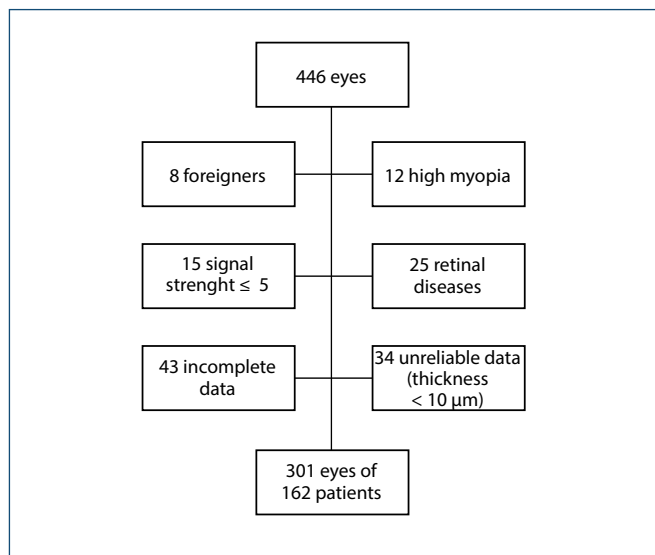 446 eyes
8 foreigners
12 high myopia
15 signal
strenght ≤ 5
25 retinal
diseases
43 incomplete
data
34 unreliable data
(thickness
< 10 μm)
301 eyes of
162 patients